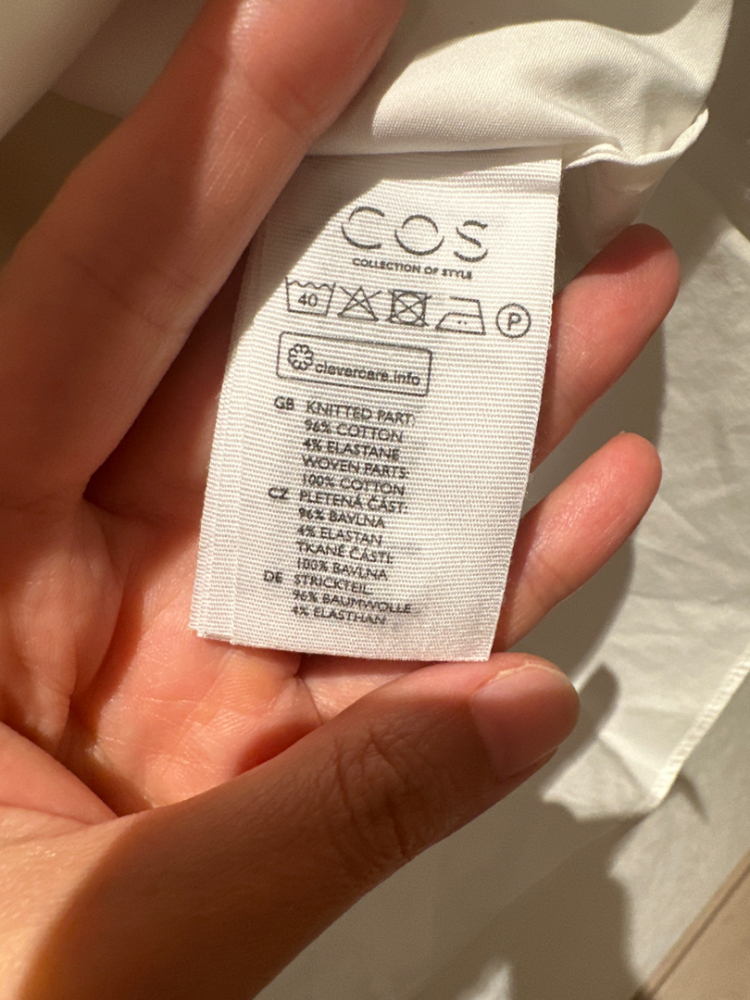 COS
COLLECTION OF STYLE
40 P
clevercare.info
GB KNITTED PART:
96% COTTON
4% ELASTANE
WOVEN PARTS:
100% COTTON
CZ PLETENÁ ČÁST:
96% BAVLNA
4% ELASTAN
TKANÉ ČÁSTI:
100% BAVLNA
DE STRICKTEIL:
96% BAUMWOLLE
4% ELASTHAN